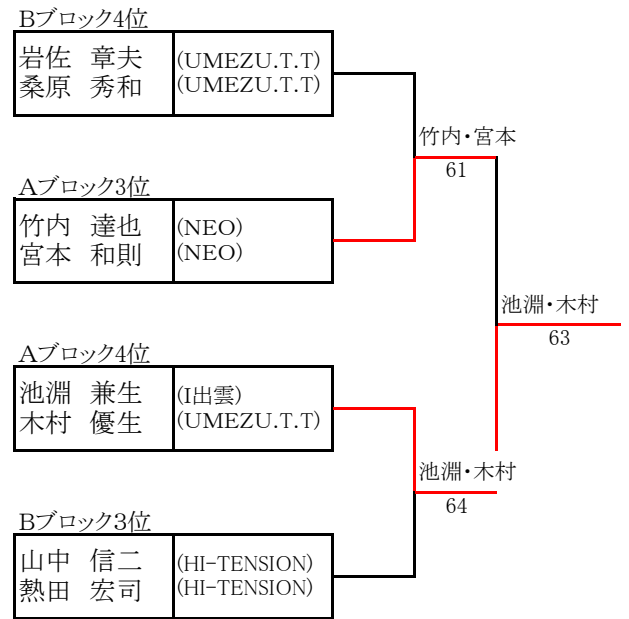 Bブロック4位
岩佐 章夫 (UMEZU.T.T)
桑原 秀和 (UMEZU.T.T)
竹内・宮本
61
Aブロック3位
竹内 達也 (NEO)
宮本 和則 (NEO)
池淵・木村
63
Aブロック4位
池淵 兼生 (I出雲)
木村 優生 (UMEZU.T.T)
池淵・木村
64
Bブロック3位
山中 信二 (HI-TENSION)
熱田 宏司 (HI-TENSION)